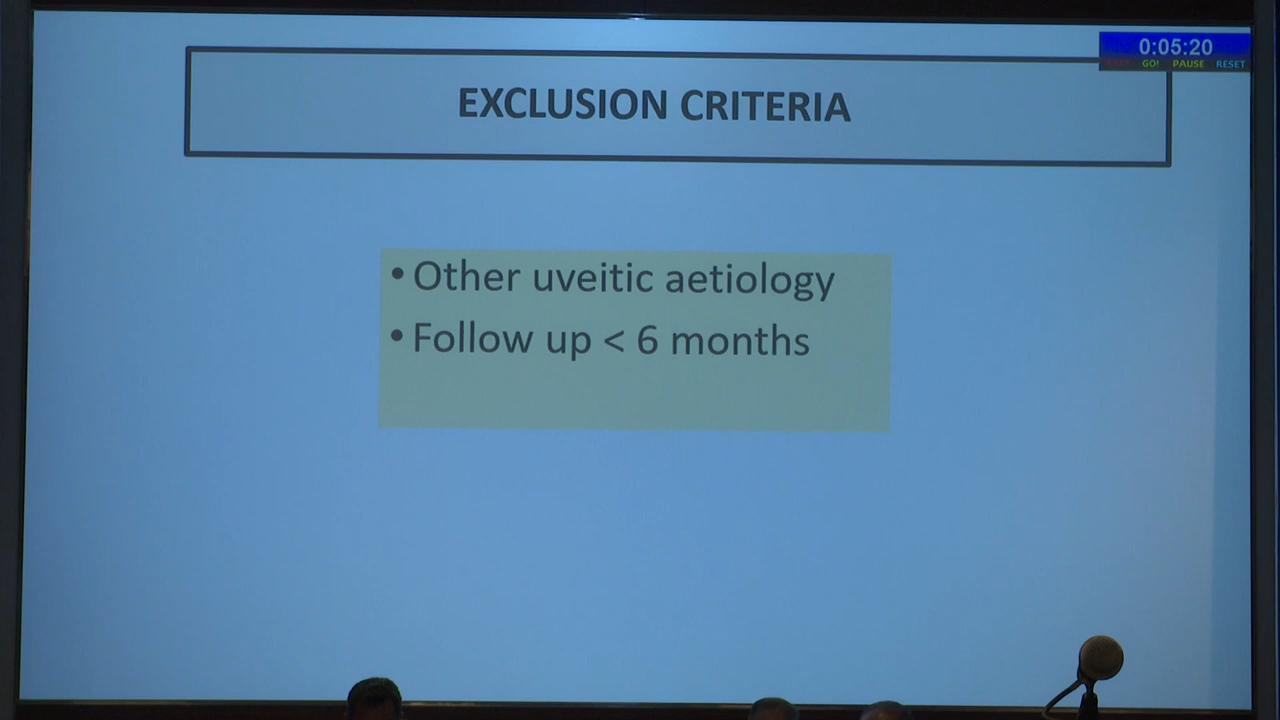 0:05:20
GO! PAUSE RESET
EXCLUSION CRITERIA
• Other uveitic aetiology
• Follow up < 6 months